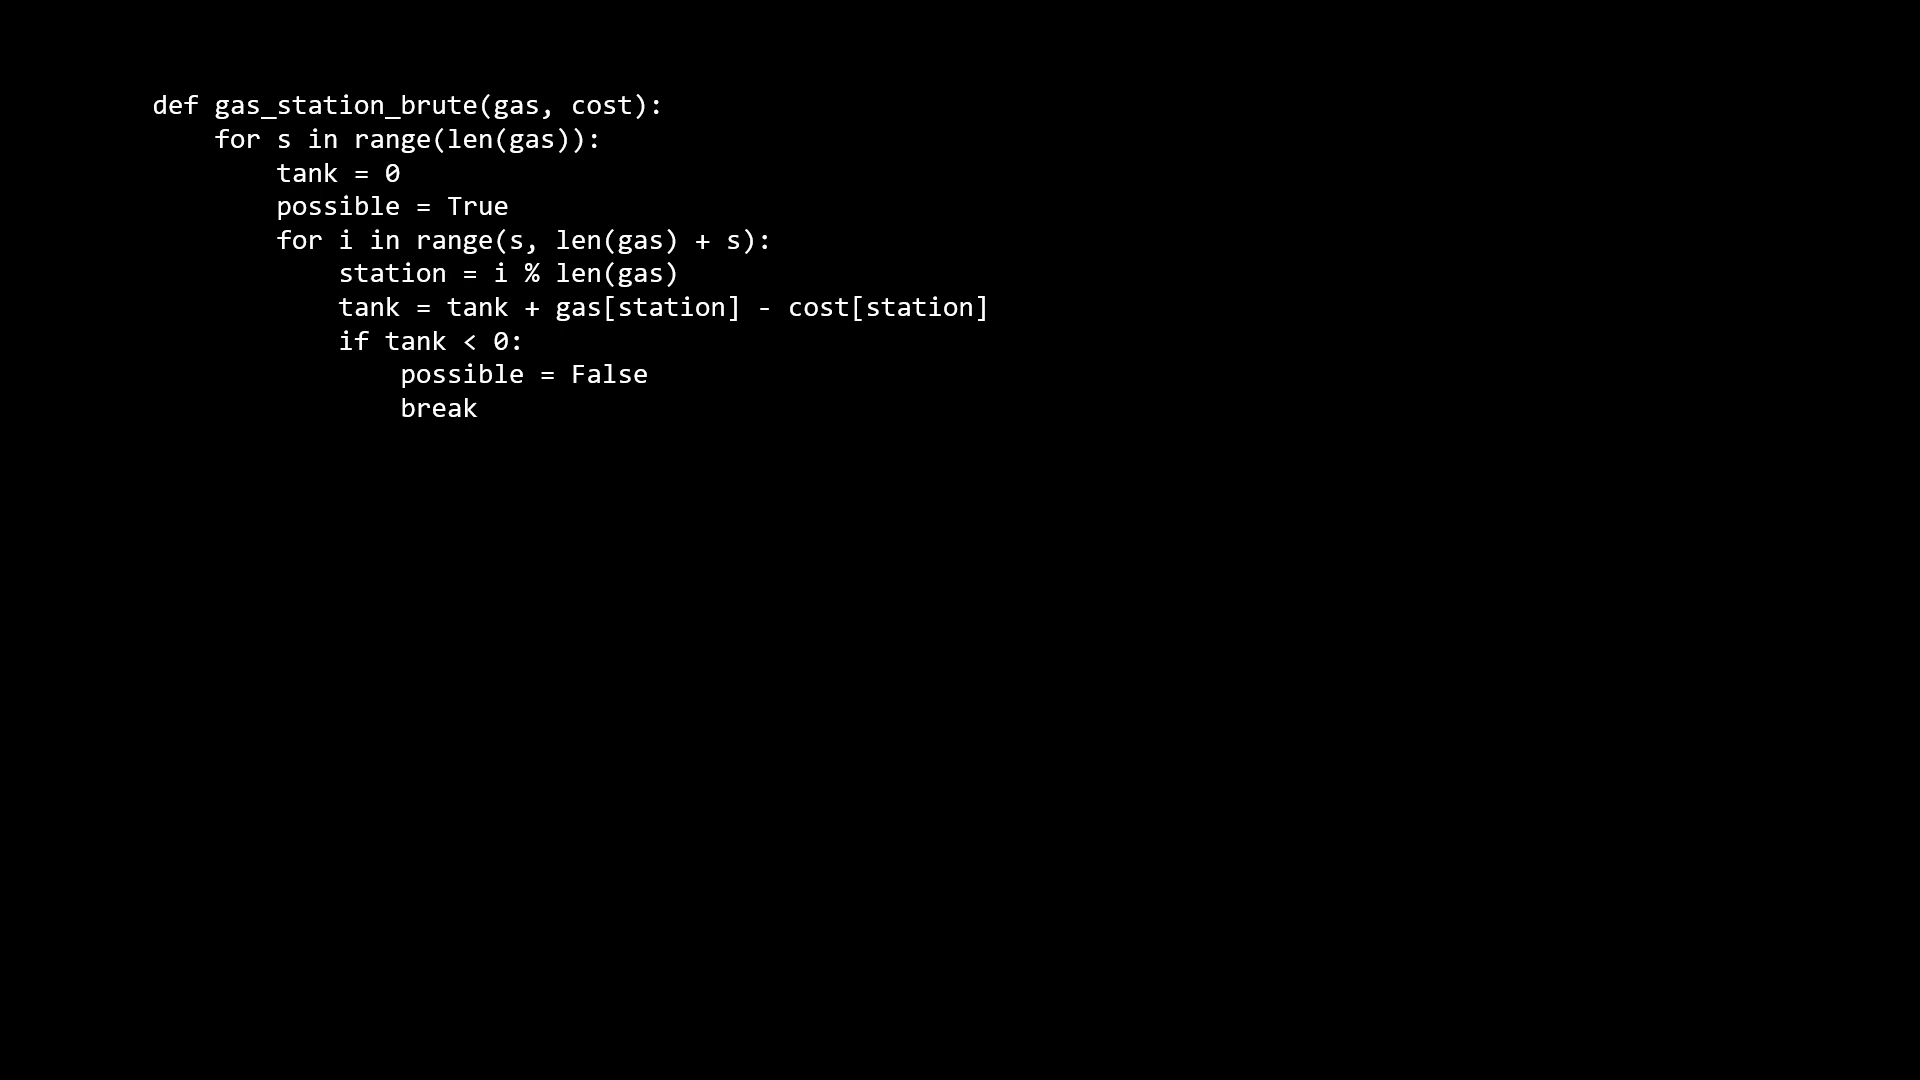 def gas_station_brute(gas, cost):
    for s in range(len(gas)):
        tank = 0
        possible = True
        for i in range(s, len(gas) + s):
            station = i % len(gas)
            tank = tank + gas[station] - cost[station]
            if tank < 0:
                possible = False
                break